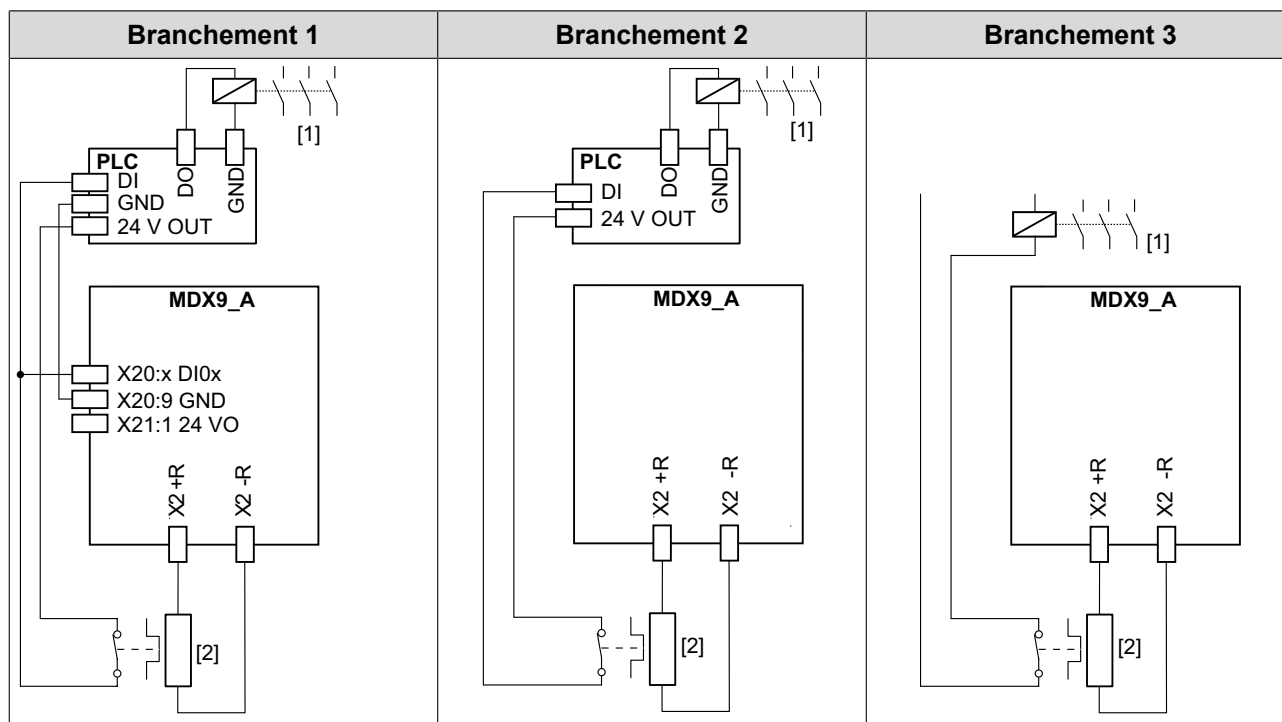 Branchement 1
Branchement 2
Branchement 3
[1]
PLC
DI
GND
24 V OUT
DO
GND
MDX9_A
X20:x DI0x
X20:9 GND
X21:1 24 VO
X2 +R
X2 -R
[2]
[1]
PLC
DI
24 V OUT
DO
GND
MDX9_A
X2 +R
X2 -R
[2]
[1]
MDX9_A
X2 +R
X2 -R
[2]